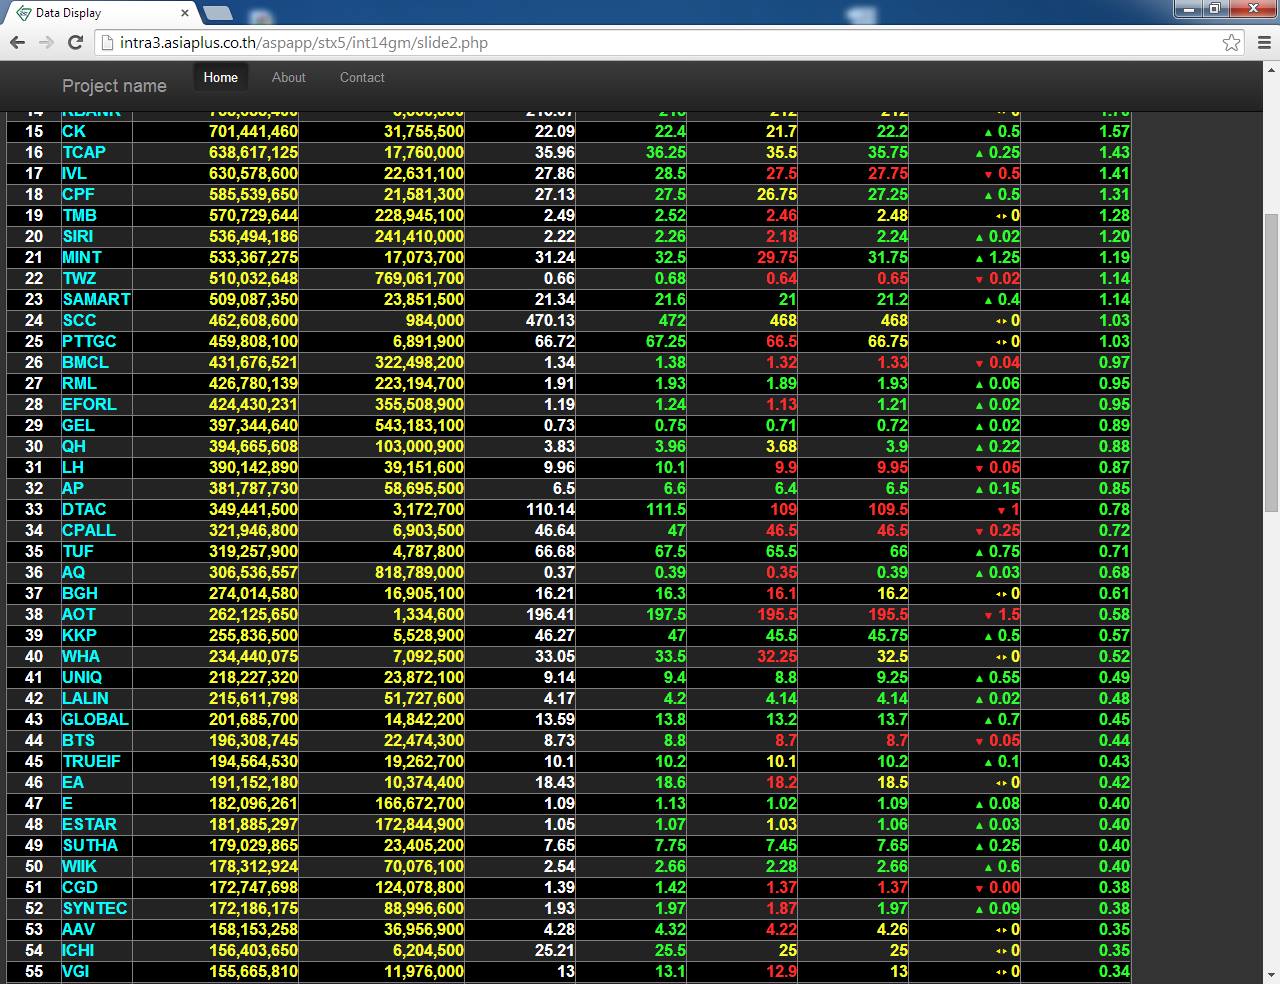 Data Display
intra3.asiaplus.co.th/aspapp/stx5/int14gm/slide2.php
Project name Home About Contact
15 CK 701,441,460 31,755,500 22.09 22.4 21.7 22.2 ▲ 0.5 1.57
16 TCAP 638,617,125 17,760,000 35.96 36.25 35.5 35.75 ▲ 0.25 1.43
17 IVL 630,578,600 22,631,100 27.86 28.5 27.5 27.75 ▼ 0.5 1.41
18 CPF 585,539,650 21,581,300 27.13 27.5 26.75 27.25 ▲ 0.5 1.31
19 TMB 570,729,644 228,945,100 2.49 2.52 2.46 2.48 0 1.28
20 SIRI 536,494,186 241,410,000 2.22 2.26 2.18 2.24 ▲ 0.02 1.20
21 MINT 533,367,275 17,073,700 31.24 32.5 29.75 31.75 ▲ 1.25 1.19
22 TWZ 510,032,648 769,061,700 0.66 0.68 0.64 0.65 ▼ 0.02 1.14
23 SAMART 509,087,350 23,851,500 21.34 21.6 21 21.2 ▲ 0.4 1.14
24 SCC 462,608,600 984,000 470.13 472 468 468 0 1.03
25 PTTGC 459,808,100 6,891,900 66.72 67.25 66.5 66.75 0 1.03
26 BMCL 431,676,521 322,498,200 1.34 1.38 1.32 1.33 ▼ 0.04 0.97
27 RML 426,780,139 223,194,700 1.91 1.93 1.89 1.93 ▲ 0.06 0.95
28 EFORL 424,430,231 355,508,900 1.19 1.24 1.13 1.21 ▲ 0.02 0.95
29 GEL 397,344,640 543,183,100 0.73 0.75 0.71 0.72 ▲ 0.02 0.89
30 QH 394,665,608 103,000,900 3.83 3.96 3.68 3.9 ▲ 0.22 0.88
31 LH 390,142,890 39,151,600 9.96 10.1 9.9 9.95 ▼ 0.05 0.87
32 AP 381,787,730 58,695,500 6.5 6.6 6.4 6.5 ▲ 0.15 0.85
33 DTAC 349,441,500 3,172,700 110.14 111.5 109 109.5 ▼ 1 0.78
34 CPALL 321,946,800 6,903,500 46.64 47 46.5 46.5 ▼ 0.25 0.72
35 TUF 319,257,900 4,787,800 66.68 67.5 65.5 66 ▲ 0.75 0.71
36 AQ 306,536,557 818,789,000 0.37 0.39 0.35 0.39 ▲ 0.03 0.68
37 BGH 274,014,580 16,905,100 16.21 16.3 16.1 16.2 0 0.61
38 AOT 262,125,650 1,334,600 196.41 197.5 195.5 195.5 ▼ 1.5 0.58
39 KKP 255,836,500 5,528,900 46.27 47 45.5 45.75 ▲ 0.5 0.57
40 WHA 234,440,075 7,092,500 33.05 33.5 32.25 32.5 0 0.52
41 UNIQ 218,227,320 23,872,100 9.14 9.4 8.8 9.25 ▲ 0.55 0.49
42 LALIN 215,611,798 51,727,600 4.17 4.2 4.14 4.14 ▲ 0.02 0.48
43 GLOBAL 201,685,700 14,842,200 13.59 13.8 13.2 13.7 ▲ 0.7 0.45
44 BTS 196,308,745 22,474,300 8.73 8.8 8.7 8.7 ▼ 0.05 0.44
45 TRUEIF 194,564,530 19,262,700 10.1 10.2 10.1 10.2 ▲ 0.1 0.43
46 EA 191,152,180 10,374,400 18.43 18.6 18.2 18.5 0 0.42
47 E 182,096,261 166,672,700 1.09 1.13 1.02 1.09 ▲ 0.08 0.40
48 ESTAR 181,885,297 172,844,900 1.05 1.07 1.03 1.06 ▲ 0.03 0.40
49 SUTHA 179,029,865 23,405,200 7.65 7.75 7.45 7.65 ▲ 0.25 0.40
50 WIIK 178,312,924 70,076,100 2.54 2.66 2.28 2.66 ▲ 0.6 0.40
51 CGD 172,747,698 124,078,800 1.39 1.42 1.37 1.37 ▼ 0.00 0.38
52 SYNTEC 172,186,175 88,996,600 1.93 1.97 1.87 1.97 ▲ 0.09 0.38
53 AAV 158,153,258 36,956,900 4.28 4.32 4.22 4.26 0 0.35
54 ICHI 156,403,650 6,204,500 25.21 25.5 25 25 0 0.35
55 VGI 155,665,810 11,976,000 13 13.1 12.9 13 0 0.34